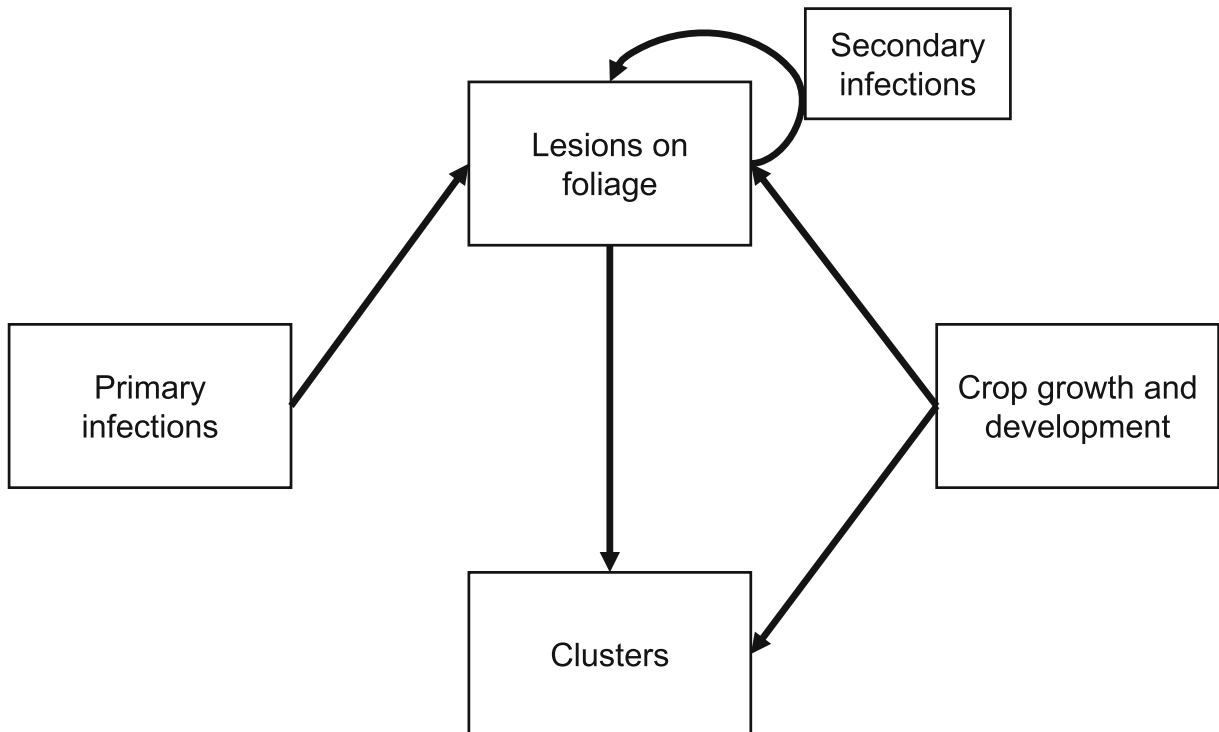 Secondary
infections
Lesions on
foliage
Primary
infections
Crop growth and
development
Clusters